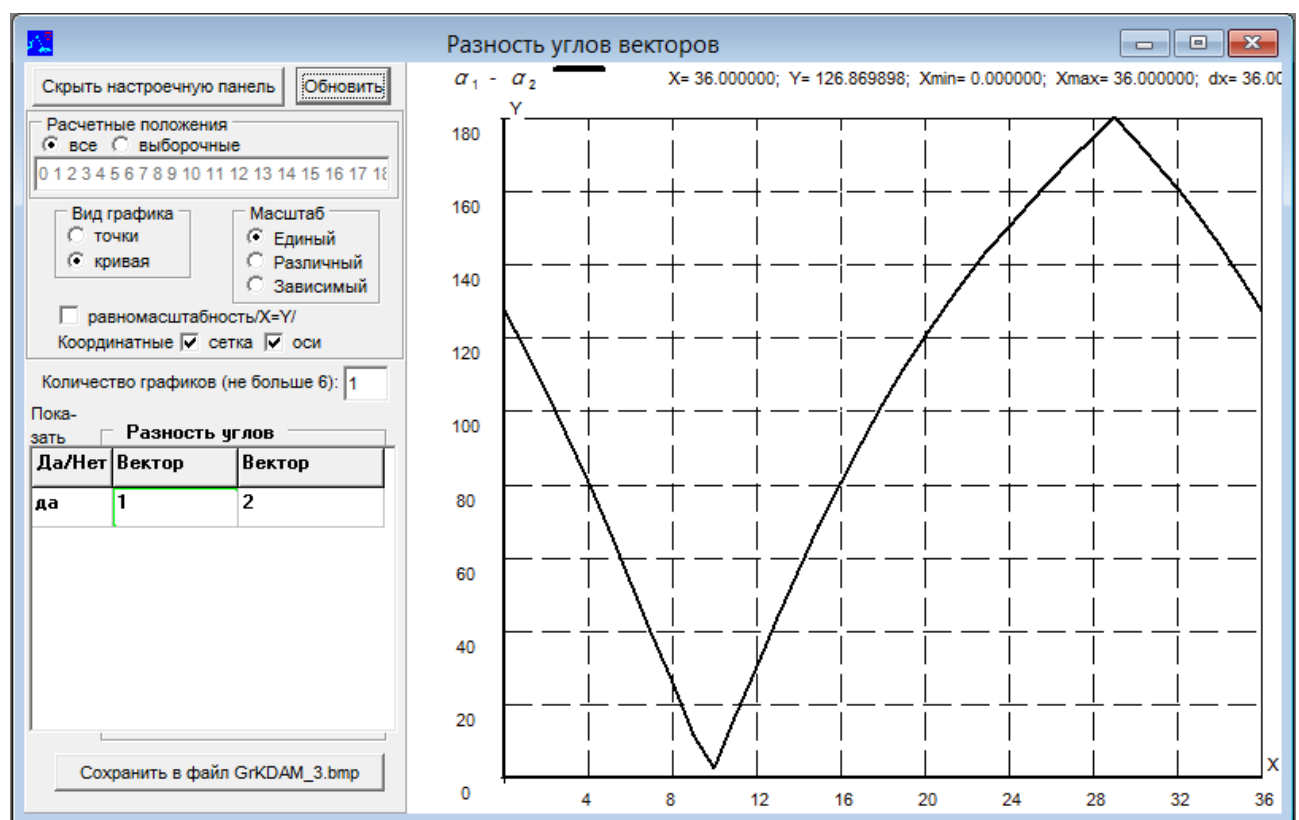 Разность углов векторов
Скрыть настроечную панель
Обновить
Расчетные положения
все
выборочные
0 1 2 3 4 5 6 7 8 9 10 11 12 13 14 15 16 17 18
Вид графика
точки
кривая
Масштаб
Единый
Различный
Зависимый
равномасштабность/X=Y/
Координатные
сетка
оси
Количество графиков (не больше 6): 1
Пока-
зать
Разность углов
Да/Нет Вектор Вектор
да 1 2
Сохранить в файл GrKDAM_3.bmp
α1 - α2
X= 36.000000; Y= 126.869898; Xmin= 0.000000; Xmax= 36.000000; dx= 36.00
Y
180
160
140
120
100
80
60
40
20
0
X
4 8 12 16 20 24 28 32 36